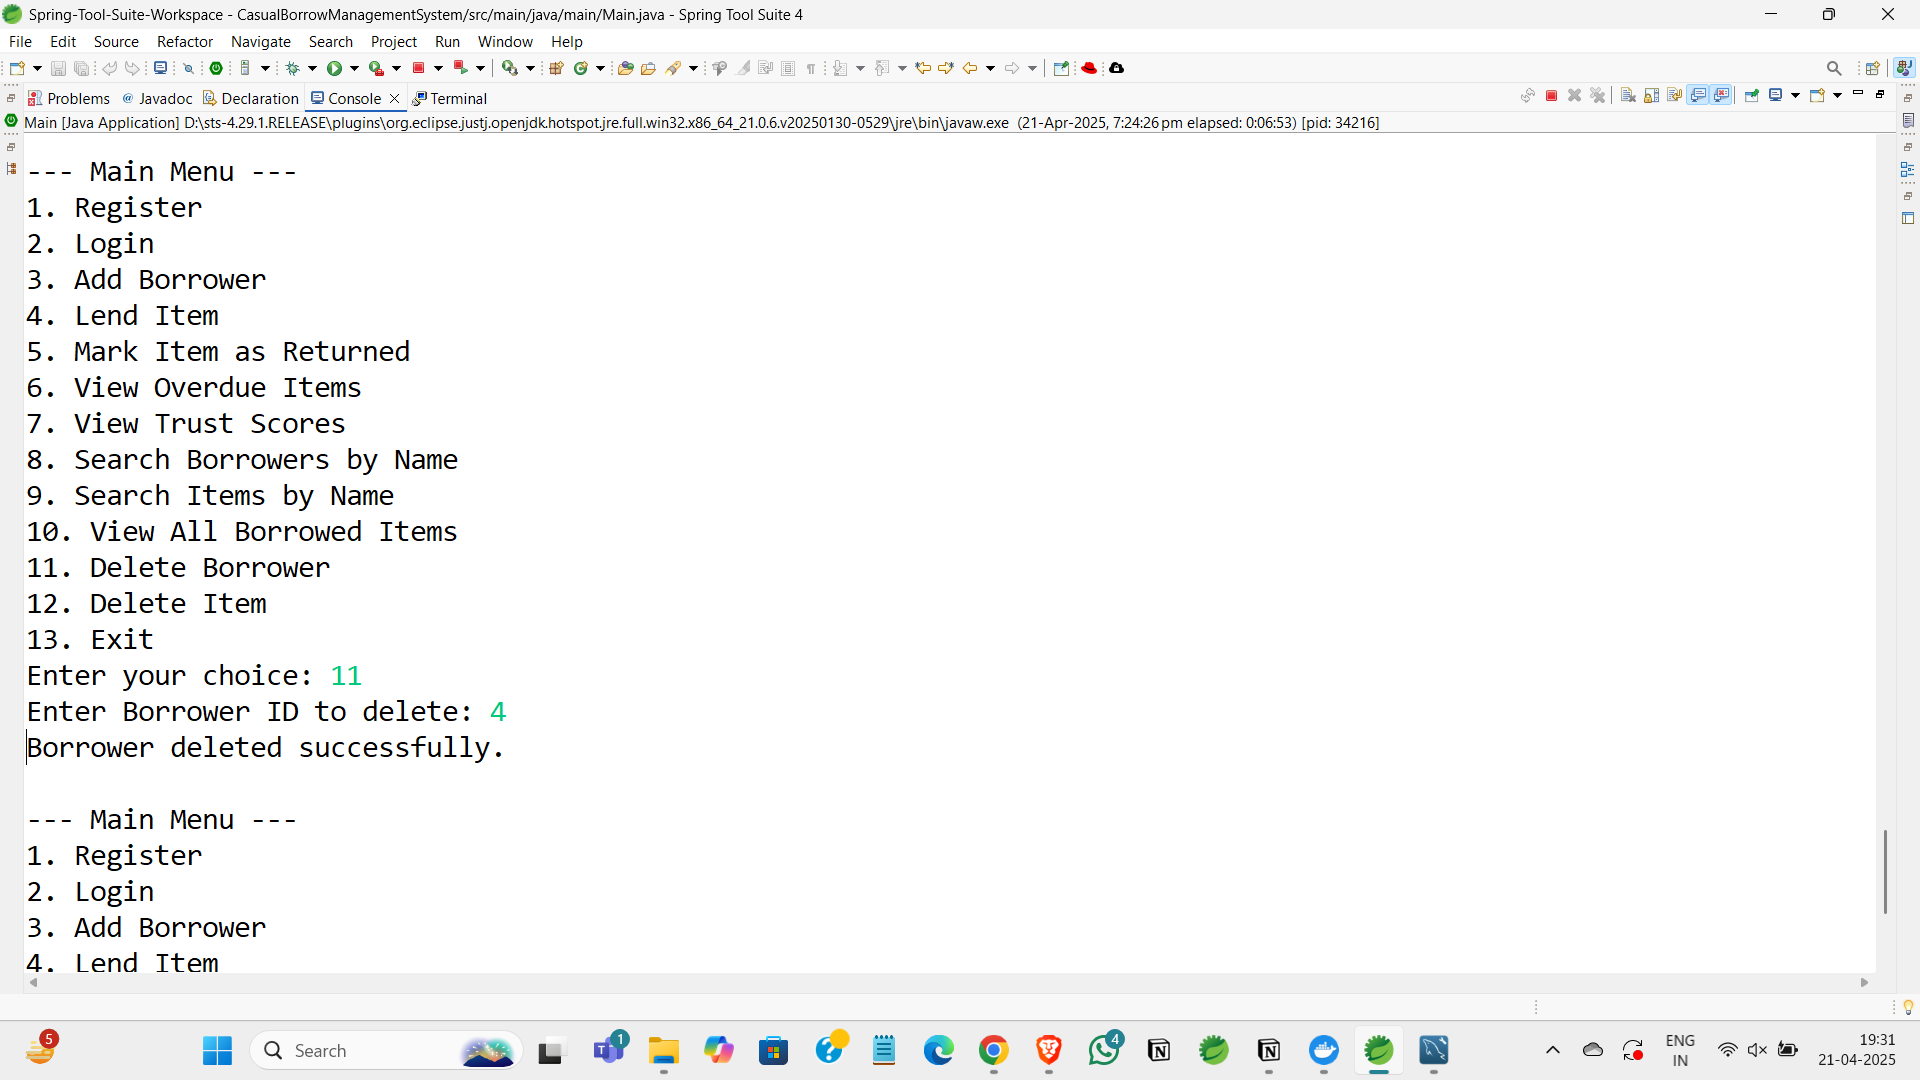 Spring-Tool-Suite-Workspace - CasualBorrowManagementSystem/src/main/java/main/Main.java - Spring Tool Suite 4
File Edit Source Refactor Navigate Search Project Run Window Help
Problems Javadoc Declaration Console Terminal
Main [Java Application] D:\sts-4.29.1.RELEASE\plugins\org.eclipse.justj.openjdk.hotspot.jre.full.win32.x86_64_21.0.6.v20250130-0529\jre\bin\javaw.exe (21-Apr-2025, 7:24:26 pm elapsed: 0:06:53) [pid: 34216]
--- Main Menu ---
1. Register
2. Login
3. Add Borrower
4. Lend Item
5. Mark Item as Returned
6. View Overdue Items
7. View Trust Scores
8. Search Borrowers by Name
9. Search Items by Name
10. View All Borrowed Items
11. Delete Borrower
12. Delete Item
13. Exit
Enter your choice: 11
Enter Borrower ID to delete: 4
Borrower deleted successfully.
--- Main Menu ---
1. Register
2. Login
3. Add Borrower
4. Lend Item
5
Search
1
4
ENG
IN
19:31
21-04-2025